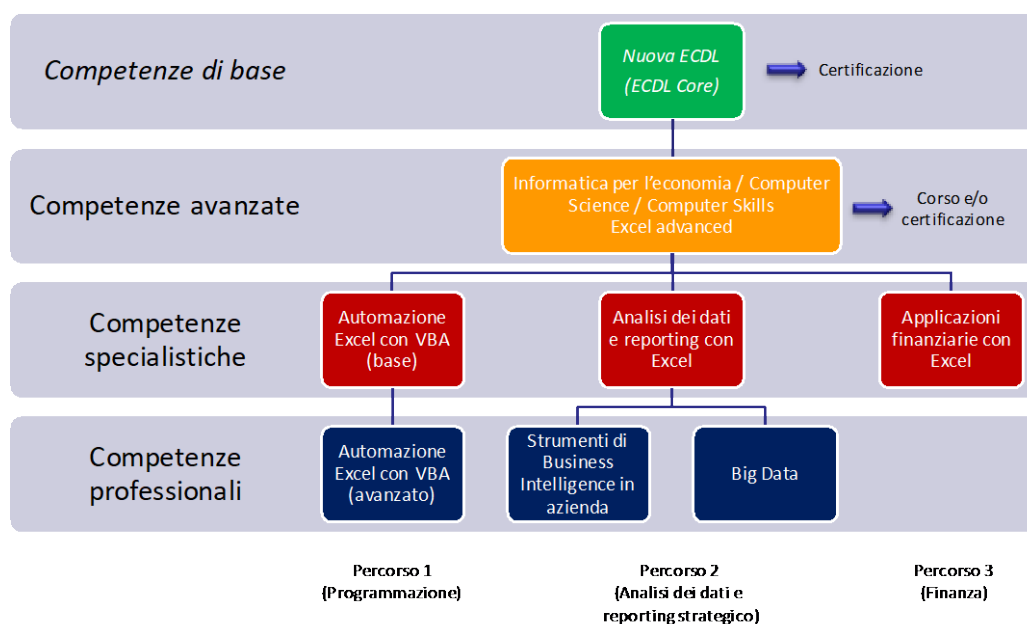 Competenze di base
Nuova ECDL
(ECDL Core)
Certificazione
Competenze avanzate
Informatica per l'economia / Computer
Science / Computer Skills
Excel advanced
Corso e/o
certificazione
Competenze
specialistiche
Automazione
Excel con VBA
(base)
Analisi dei dati
e reporting con
Excel
Applicazioni
finanziarie con
Excel
Competenze
professionali
Automazione
Excel con VBA
(avanzato)
Strumenti di
Business
Intelligence in
azienda
Big Data
Percorso 1
(Programmazione)
Percorso 2
(Analisi dei dati e
reporting strategico)
Percorso 3
(Finanza)